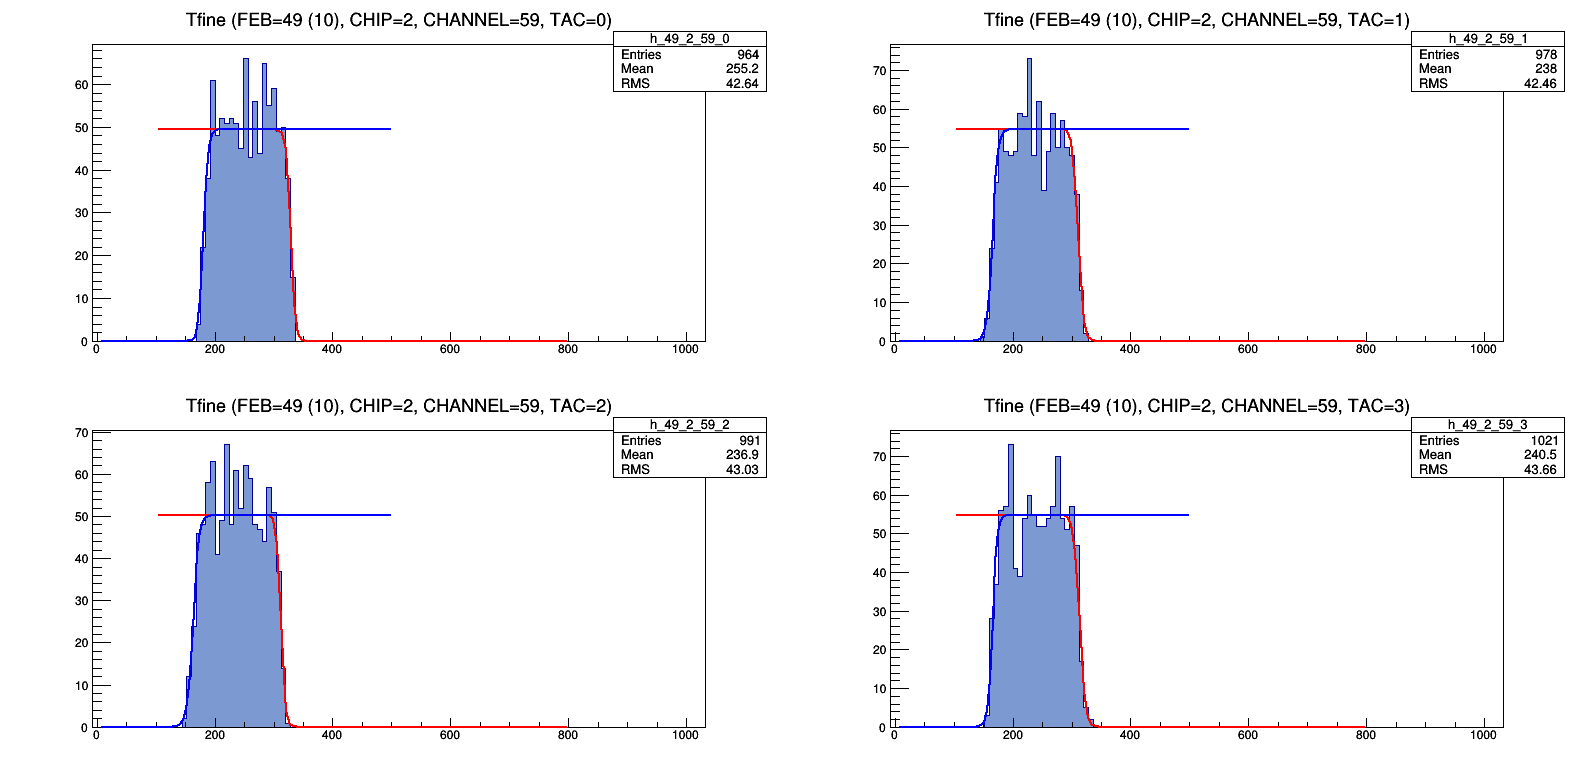 Tfine (FEB=49 (10), CHIP=2, CHANNEL=59, TAC=0)
h_49_2_59_0
Entries 964
Mean 255.2
RMS 42.64
60
50
40
30
20
10
0
0 200 400 600 800 1000
Tfine (FEB=49 (10), CHIP=2, CHANNEL=59, TAC=1)
h_49_2_59_1
Entries 978
Mean 238
RMS 42.46
70
60
50
40
30
20
10
0
0 200 400 600 800 1000
Tfine (FEB=49 (10), CHIP=2, CHANNEL=59, TAC=2)
h_49_2_59_2
Entries 991
Mean 236.9
RMS 43.03
70
60
50
40
30
20
10
0
0 200 400 600 800 1000
Tfine (FEB=49 (10), CHIP=2, CHANNEL=59, TAC=3)
h_49_2_59_3
Entries 1021
Mean 240.5
RMS 43.66
70
60
50
40
30
20
10
0
0 200 400 600 800 1000